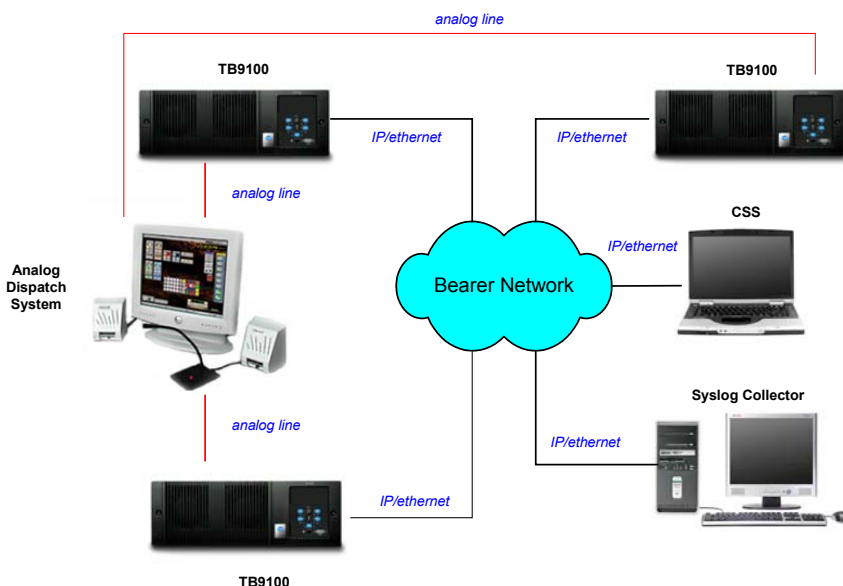 analog line
TB9100
TB9100
IP/ethernet
IP/ethernet
analog line
CSS
IP/ethernet
Analog
Dispatch
System
Bearer Network
Syslog Collector
analog line
IP/ethernet
IP/ethernet
TB9100